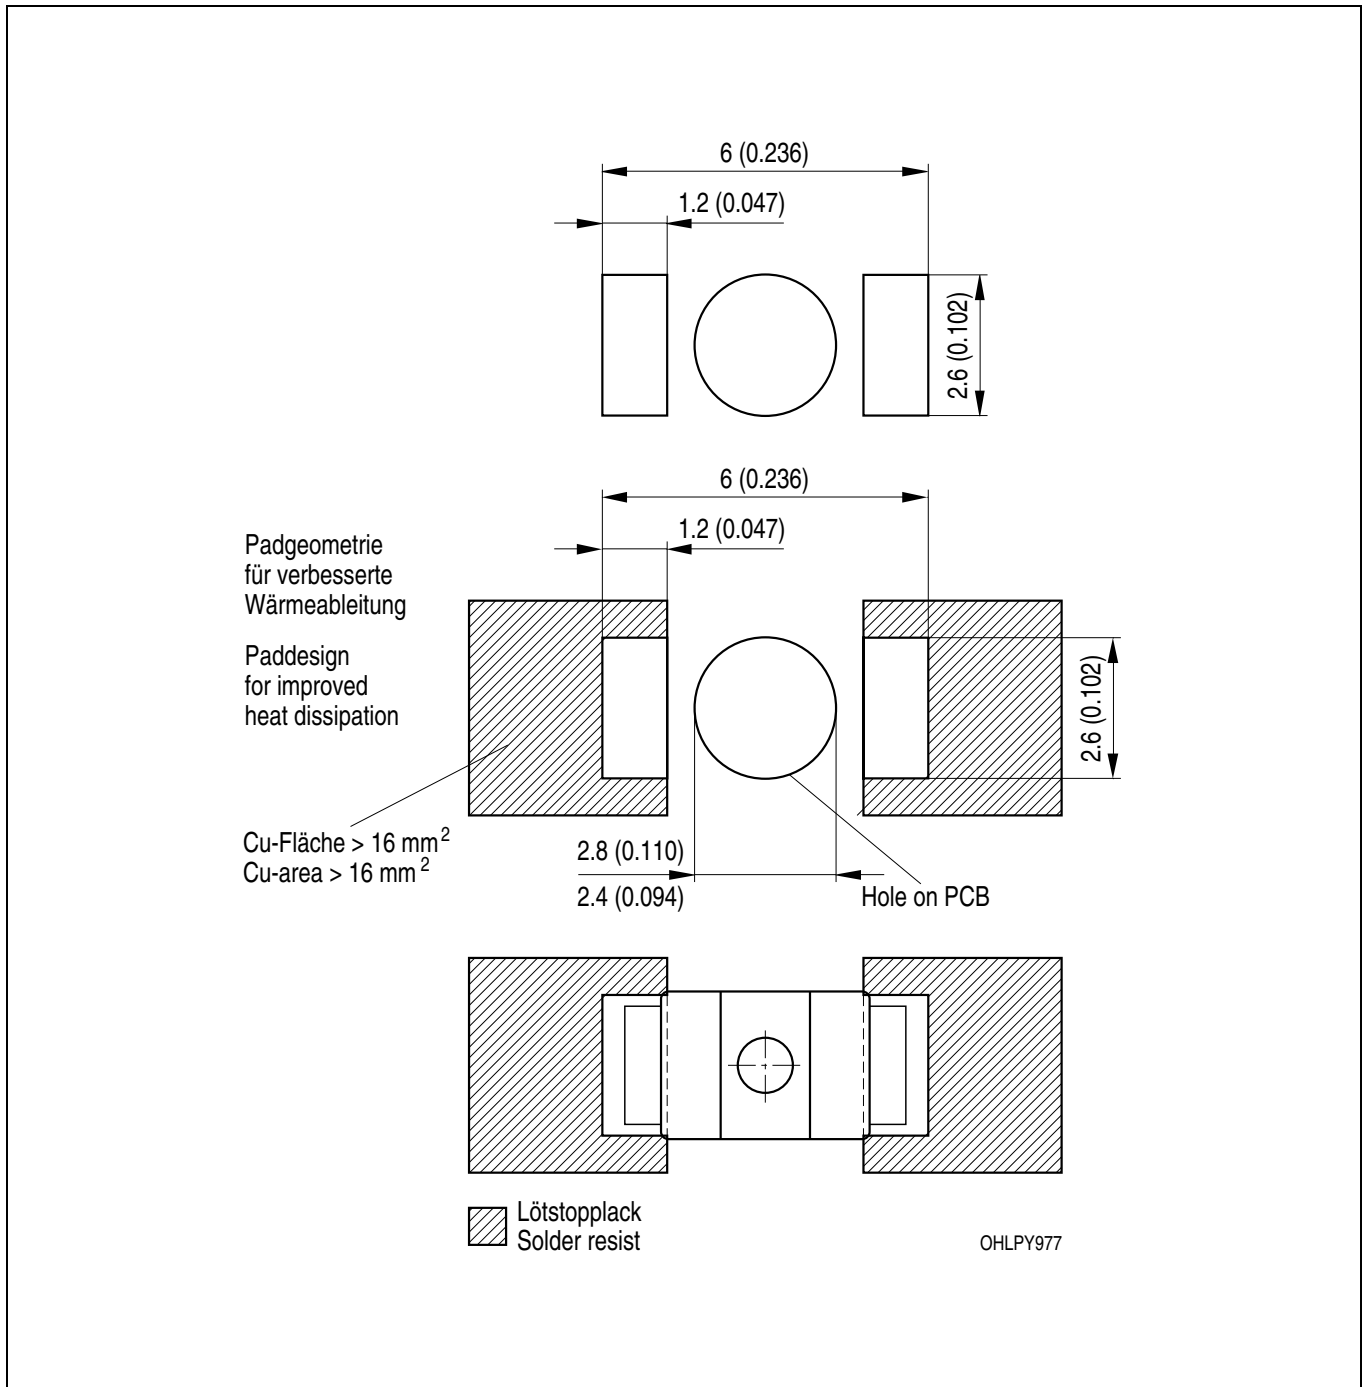 6 (0.236)
1.2 (0.047)
2.6 (0.102)
6 (0.236)
1.2 (0.047)
Padgeometrie
für verbesserte
Wärmeableitung
Paddesign
for improved
heat dissipation
2.6 (0.102)
Cu-Fläche > 16 mm²
Cu-area > 16 mm²
2.8 (0.110)
2.4 (0.094)
Hole on PCB
Lötstopplack
Solder resist
OHLPY977